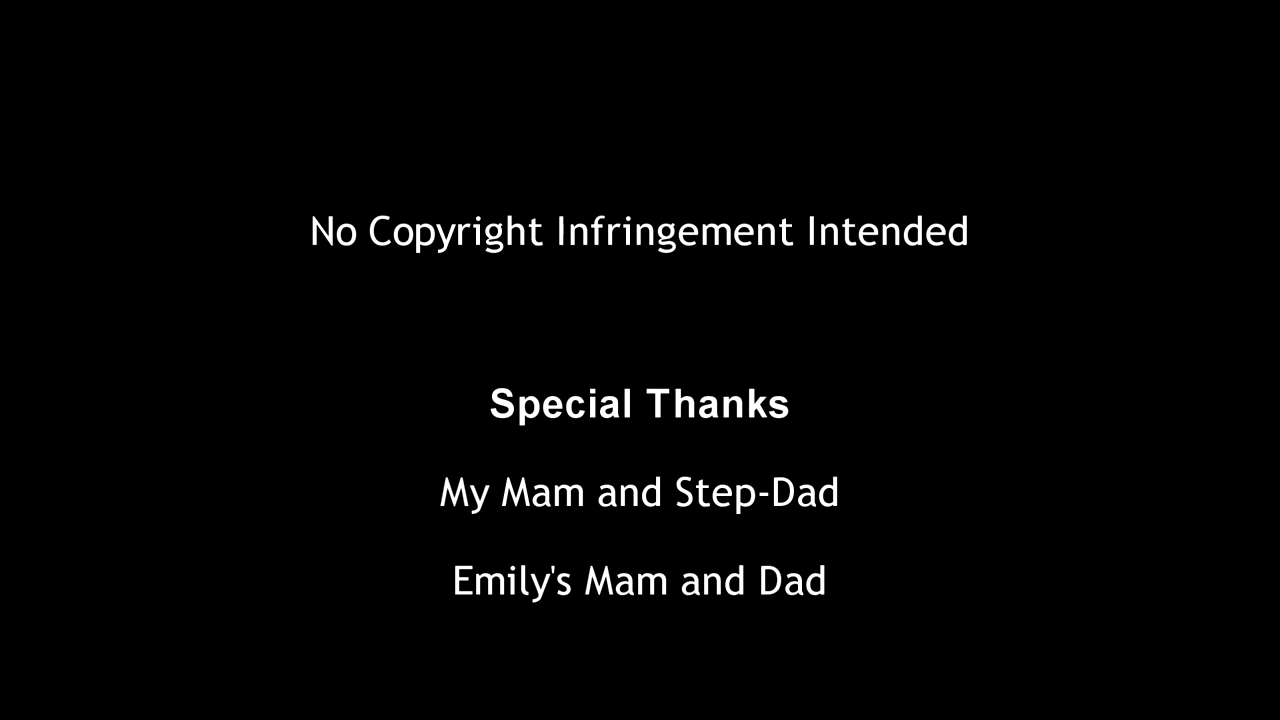 No Copyright Infringement Intended
Special Thanks
My Mam and Step-Dad
Emily's Mam and Dad